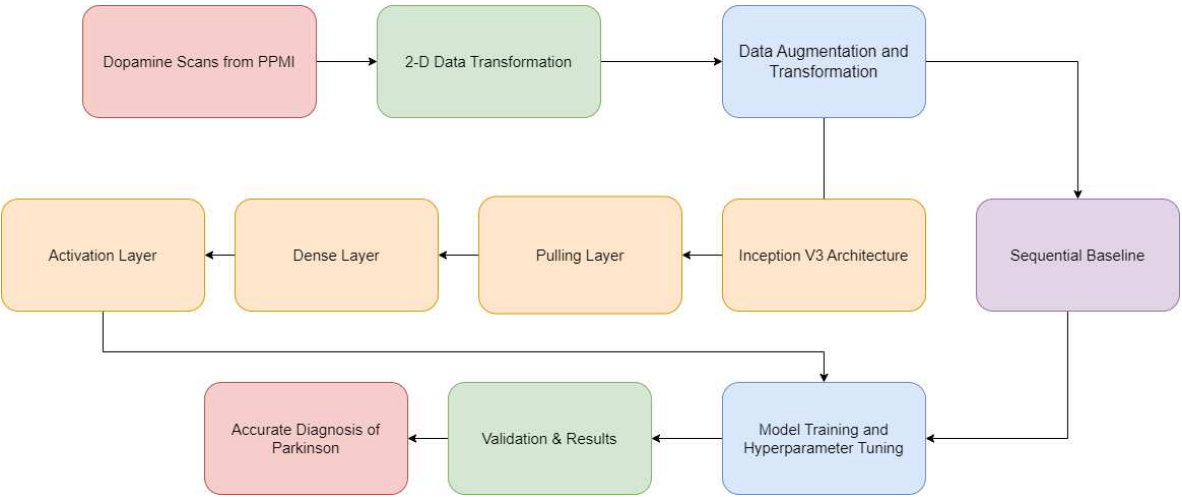 Dopamine Scans from PPMI
2-D Data Transformation
Data Augmentation and
Transformation
Activation Layer
Dense Layer
Pulling Layer
Inception V3 Architecture
Sequential Baseline
Accurate Diagnosis of
Parkinson
Validation & Results
Model Training and
Hyperparameter Tuning